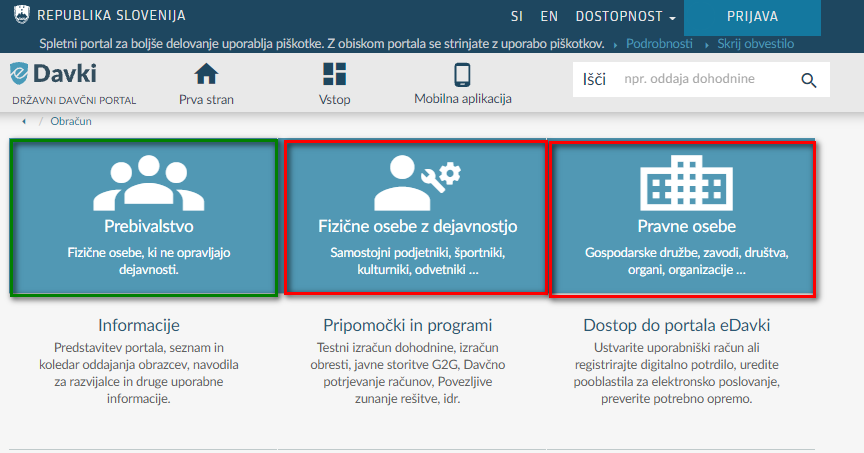 REPUBLIKA SLOVENIJA
SI EN DOSTOPNOST PRIJAVA
Spletni portal za boljše delovanje uporablja piškotke. Z obiskom portala se strinjate z uporabo piškotkov. Podrobnosti Skrij obvestilo
eDavki
DRŽAVNI DAVČNI PORTAL
Prva stran
Vstop
Mobilna aplikacija
Išči npr. oddaja dohodnine
/ Obračun
Prebivalstvo
Fizične osebe, ki ne opravljajo
dejavnosti.
Fizične osebe z dejavnostjo
Samostojni podjetniki, športniki,
kulturniki, odvetniki ...
Pravne osebe
Gospodarske družbe, zavodi, društva,
organi, organizacije ...
Informacije
Predstavitev portala, seznam in
koledar oddajanja obrazcev, navodila
za razvijalce in druge uporabne
informacije.
Pripomočki in programi
Testni izračun dohodnine, izračun
obresti, javne storitve G2G, Davčno
potrjevanje računov, Povezljive
zunanje rešitve, idr.
Dostop do portala eDavki
Ustvarite uporabniški račun ali
registrirajte digitalno potrdilo, uredite
pooblastila za elektronsko poslovanje,
preverite potrebno opremo.